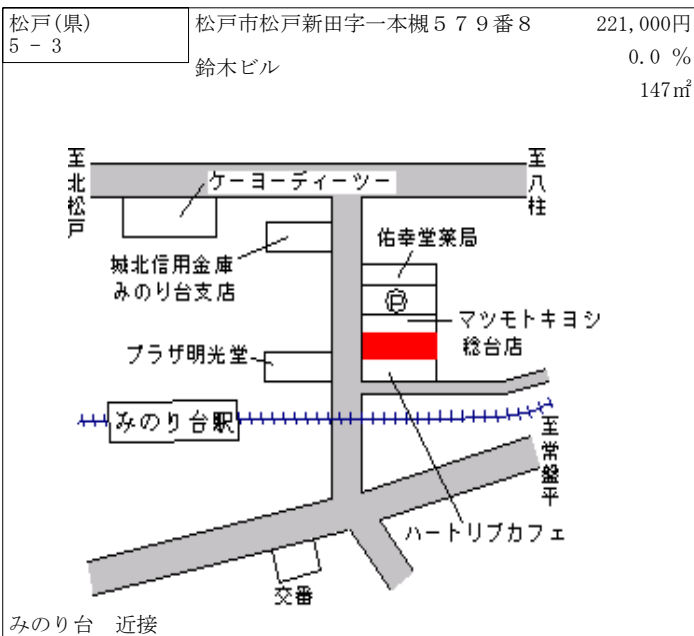 松戸(県)
5 - 3
松戸市松戸新田字一本槻579番8
221,000円
鈴木ビル
0.0 %
147㎡
至北松戸
ケーヨーディーツー
至八柱
佑幸堂薬局
城北信用金庫
みのり台支店
Ⓟ
マツモトキヨシ
稔台店
プラザ明光堂
みのり台駅
至常盤平
ハートリブカフェ
交番
みのり台 近接